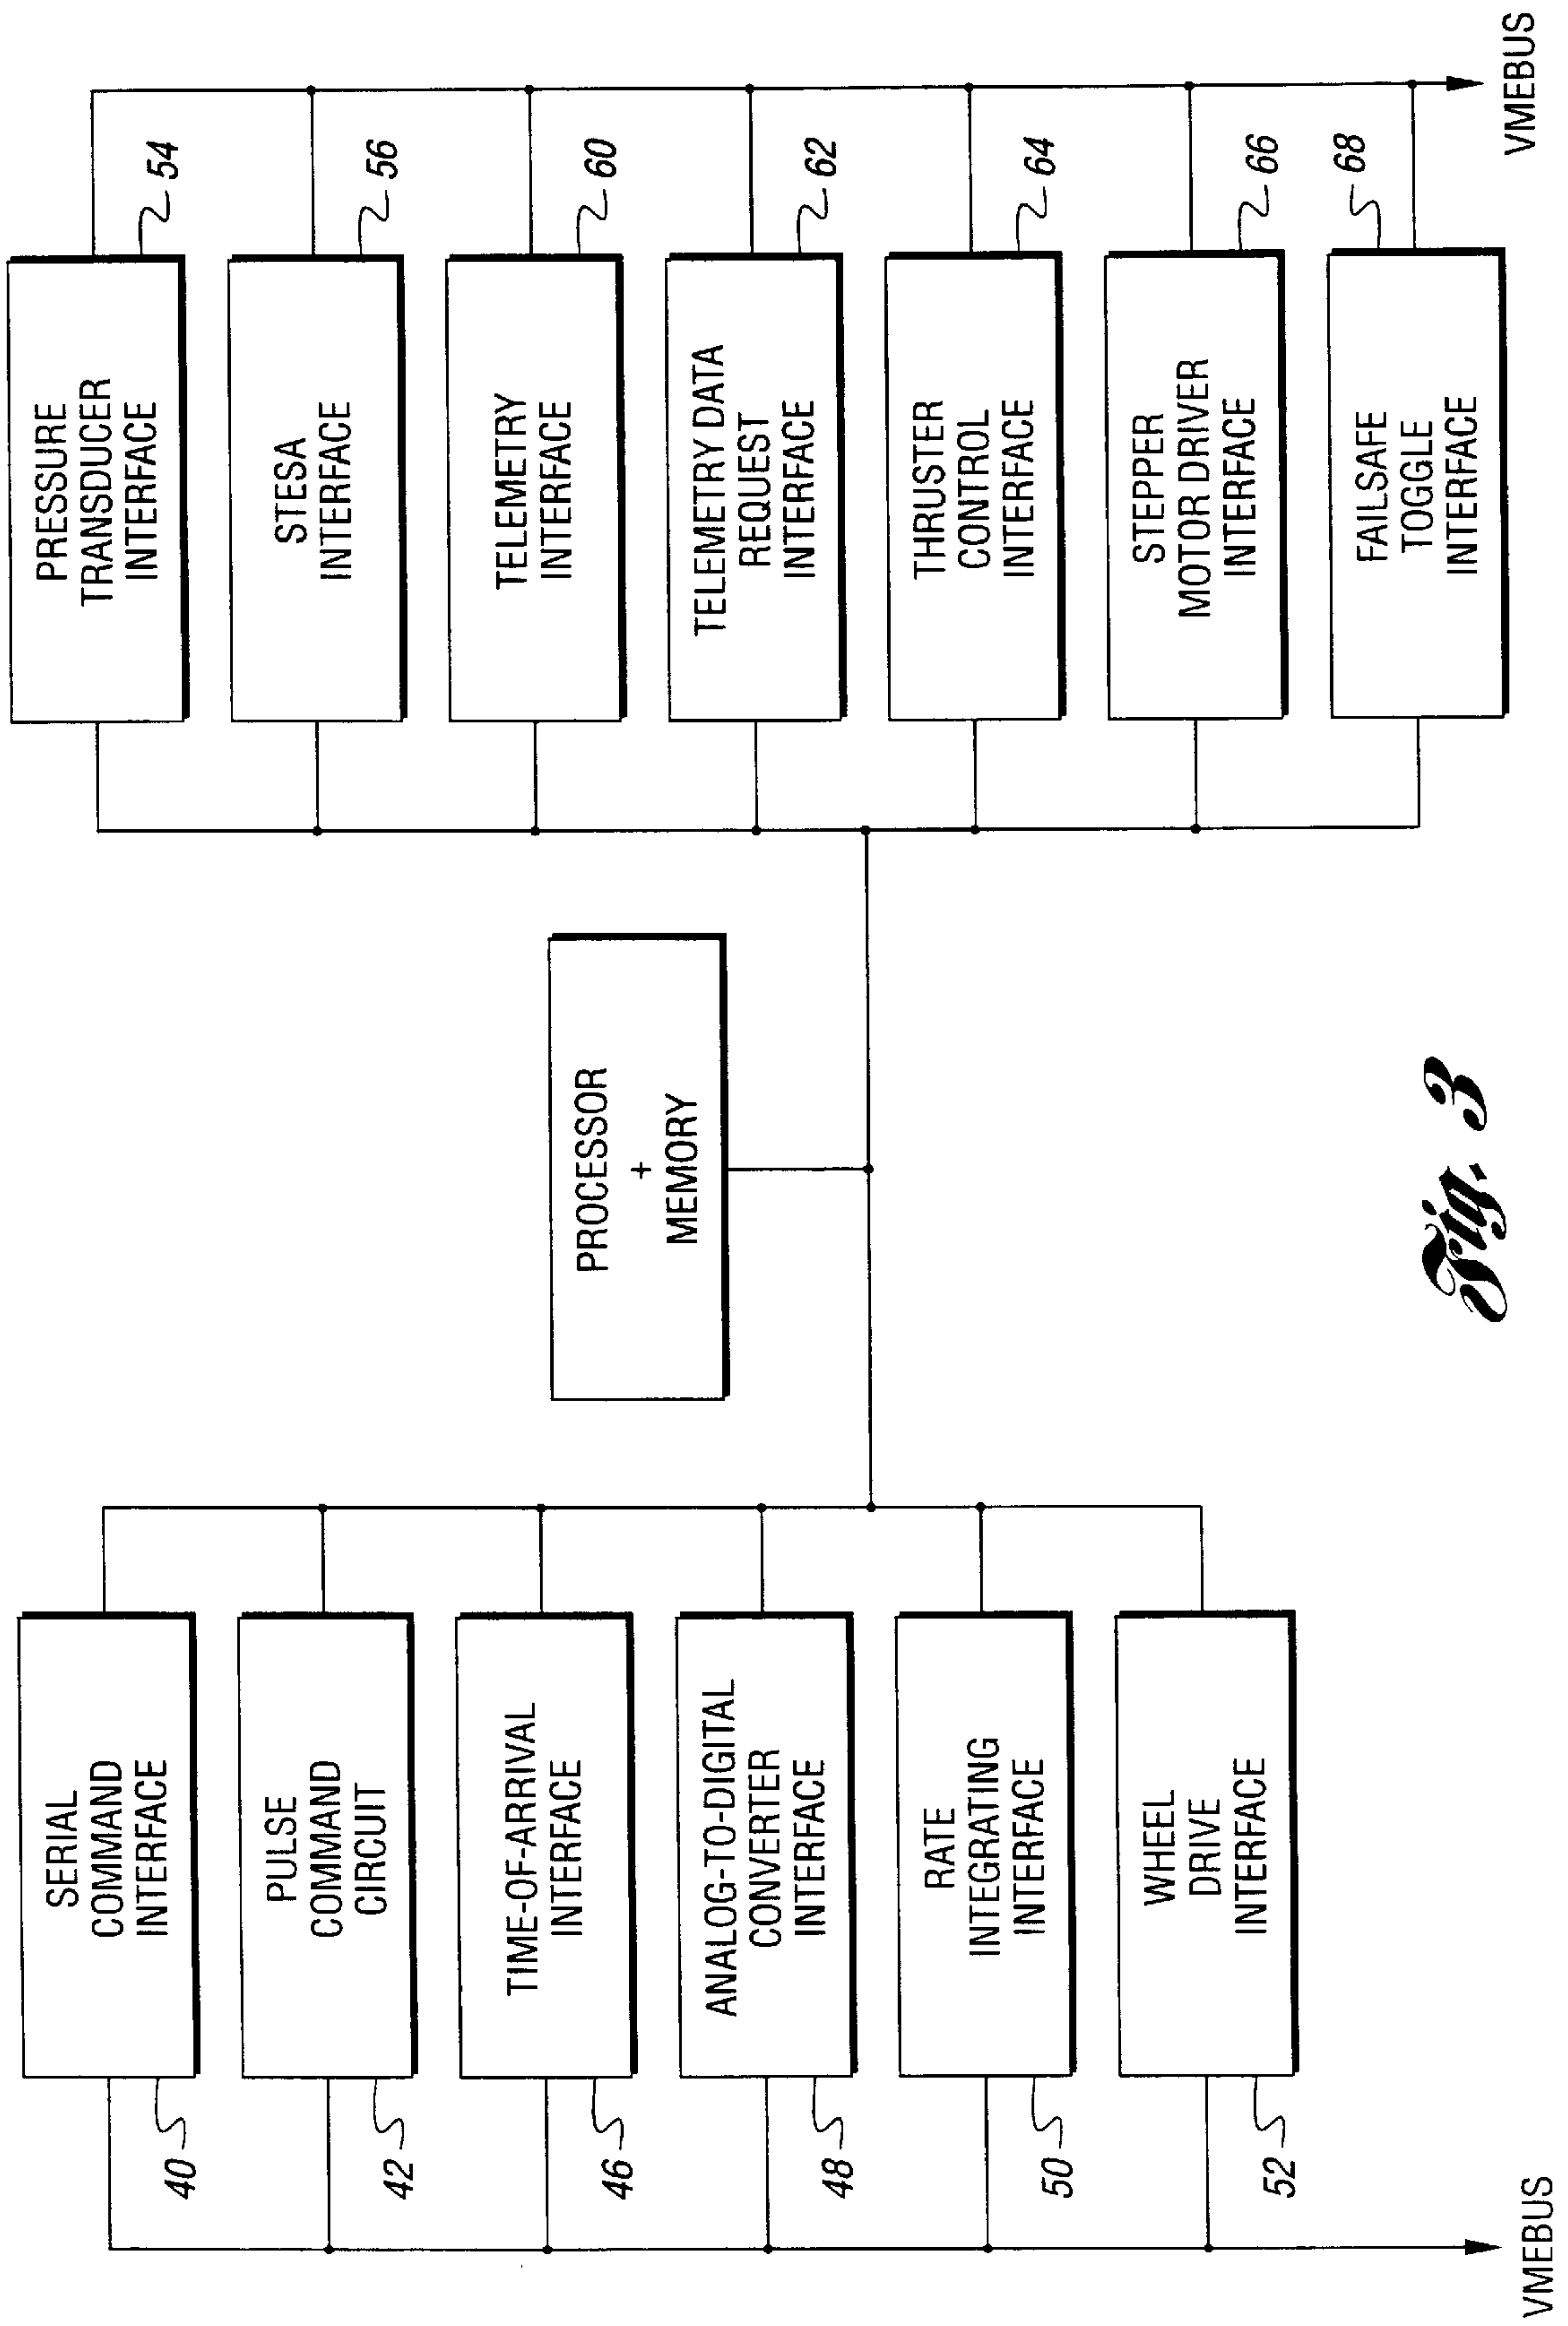 SERIAL
COMMAND
INTERFACE
40
PULSE
COMMAND
CIRCUIT
42
TIME-OF-ARRIVAL
INTERFACE
46
ANALOG-TO-DIGITAL
CONVERTER
INTERFACE
48
RATE
INTEGRATING
INTERFACE
50
WHEEL
DRIVE
INTERFACE
52
VMEBUS
PROCESSOR
+
MEMORY
PRESSURE
TRANSDUCER
INTERFACE
54
STESA
INTERFACE
56
TELEMETRY
INTERFACE
60
TELEMETRY DATA
REQUEST
INTERFACE
62
THRUSTER
CONTROL
INTERFACE
64
STEPPER
MOTOR DRIVER
INTERFACE
66
FAILSAFE
TOGGLE
INTERFACE
68
VMEBUS
Fig. 3